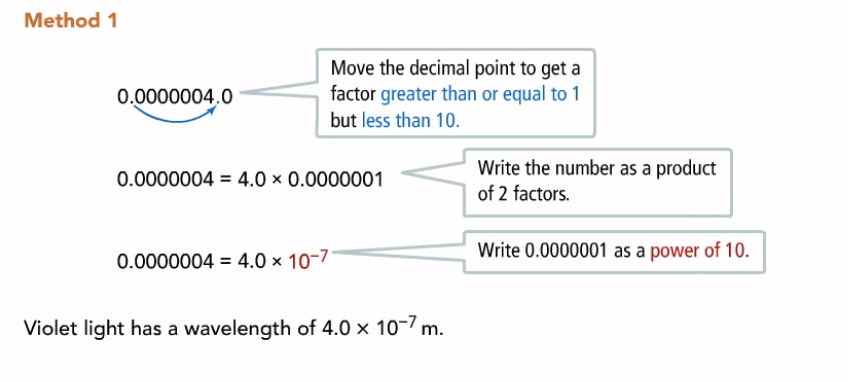 Method 1
0.0000004.0
Move the decimal point to get a
factor greater than or equal to 1
but less than 10.
0.0000004 = 4.0 × 0.0000001
Write the number as a product
of 2 factors.
0.0000004 = 4.0 × 10⁻⁷
Write 0.0000001 as a power of 10.
Violet light has a wavelength of 4.0 × 10⁻⁷ m.